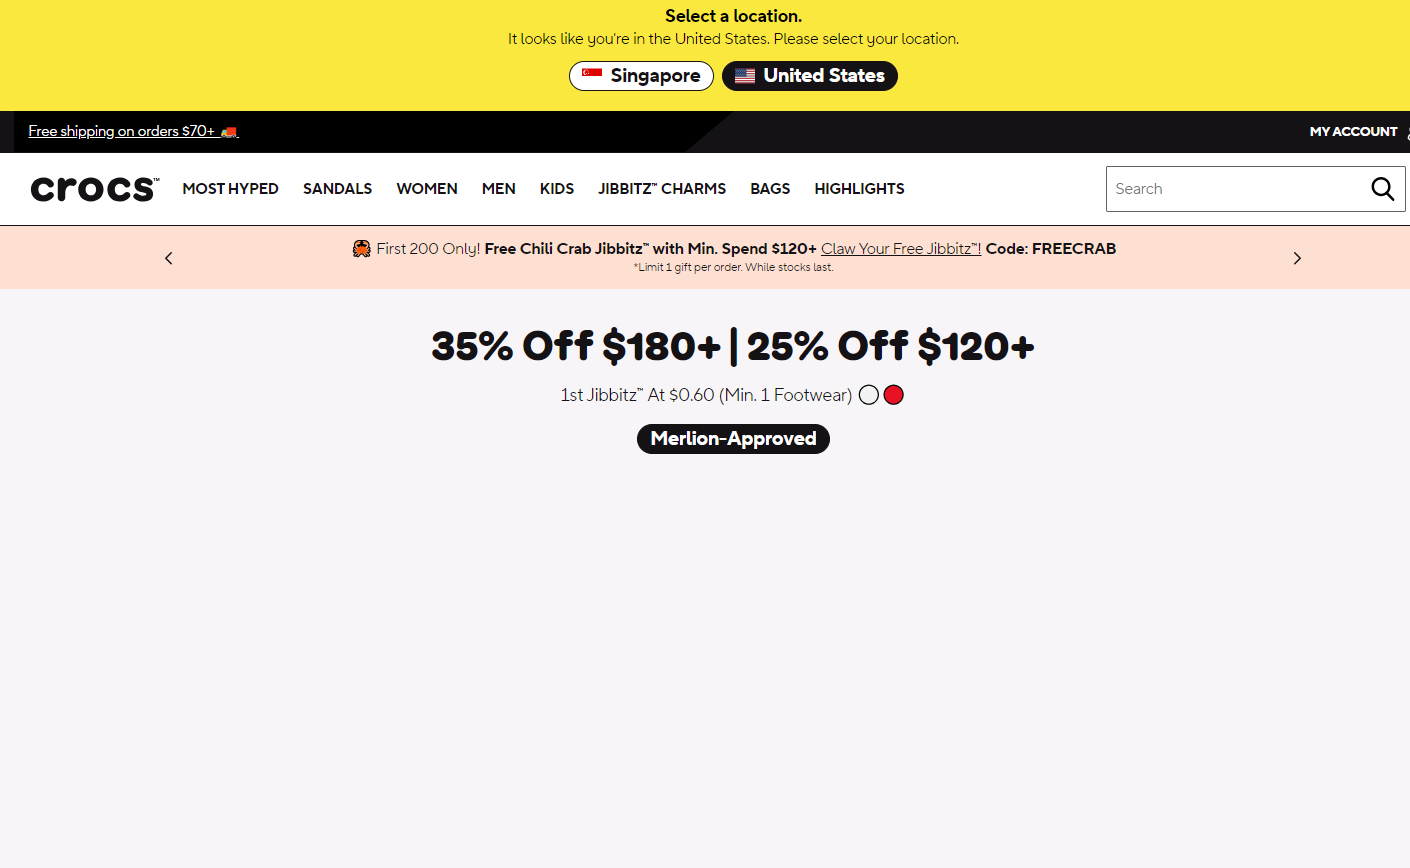 Select a location.
It looks like you're in the United States. Please select your location.
Singapore
United States
Free shipping on orders $70+
MY ACCOUNT
crocs™
MOST HYPED SANDALS WOMEN MEN KIDS JIBBITZ™ CHARMS BAGS HIGHLIGHTS
Search
First 200 Only! Free Chili Crab Jibbitz™ with Min. Spend $120+ Claw Your Free Jibbitz™! Code: FREECRAB
*Limit 1 gift per order. While stocks last.
35% Off $180+ | 25% Off $120+
1st Jibbitz™ At $0.60 (Min. 1 Footwear)
Merlion-Approved